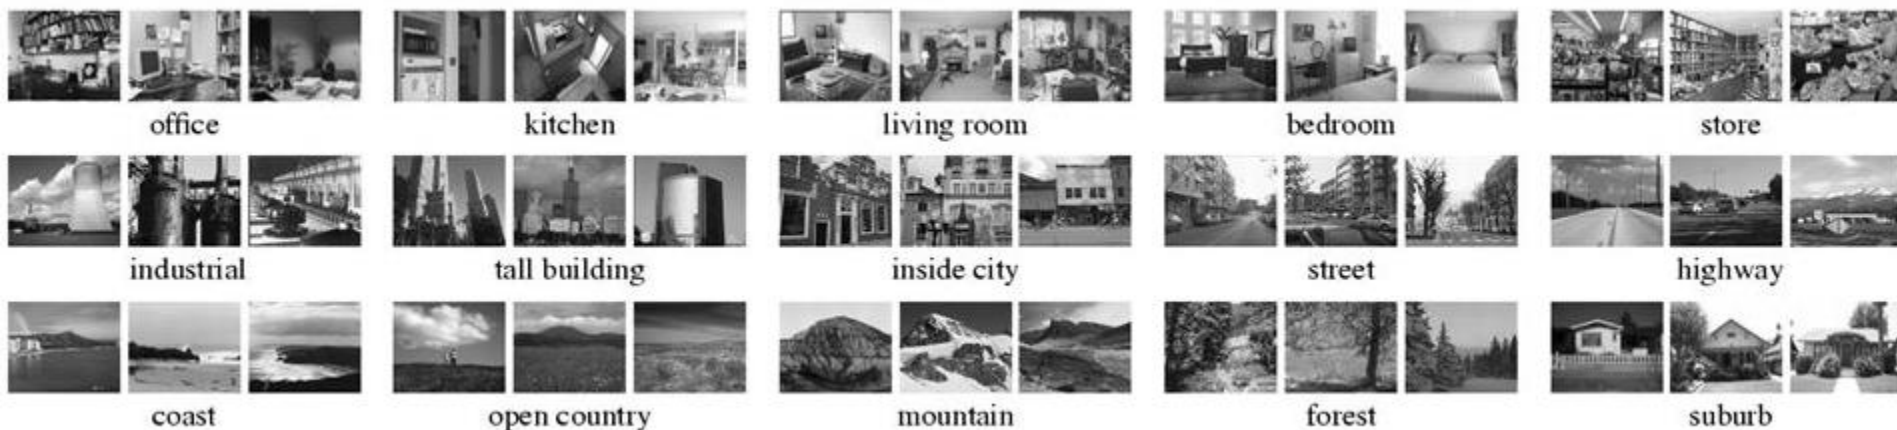 office kitchen living room bedroom store
industrial tall building inside city street highway
coast open country mountain forest suburb